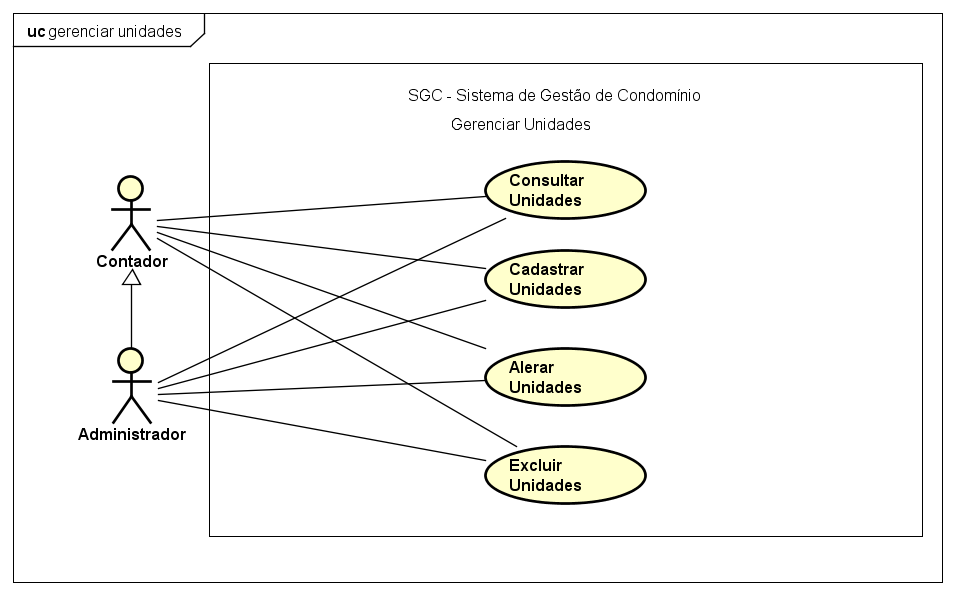 uc gerenciar unidades
SGC - Sistema de Gestão de Condomínio
Gerenciar Unidades
Consultar
Unidades
Contador
Cadastrar
Unidades
Alerar
Unidades
Administrador
Excluir
Unidades